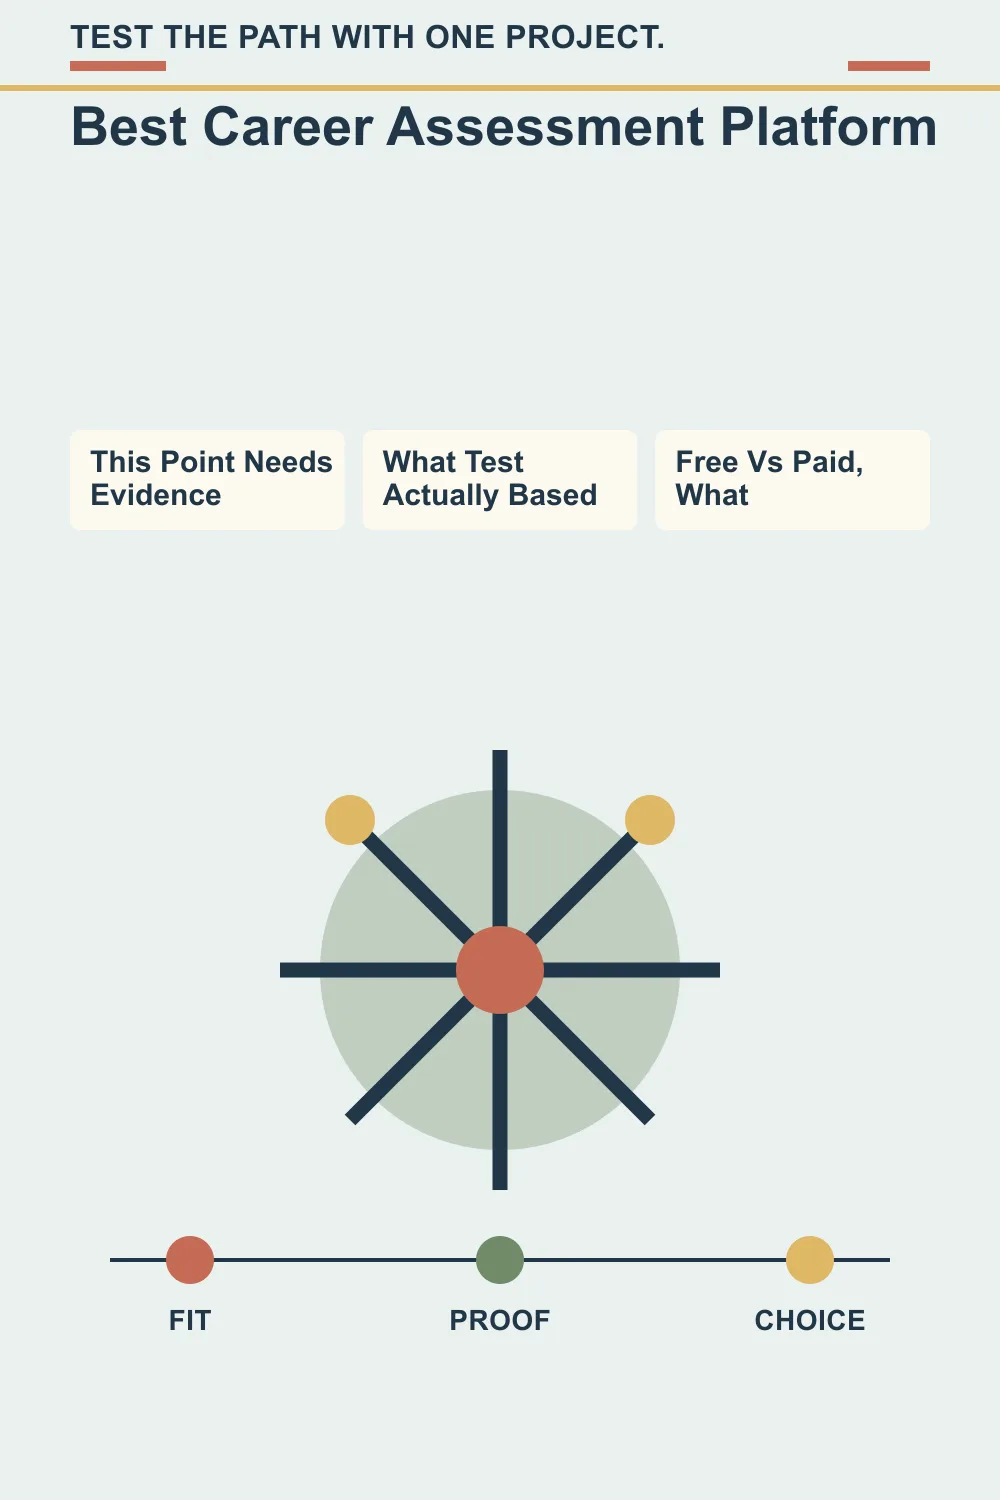 TEST THE PATH WITH ONE PROJECT.
Best Career Assessment Platform
This Point Needs
Evidence
What Test
Actually Based
Free Vs Paid,
What
FIT
PROOF
CHOICE